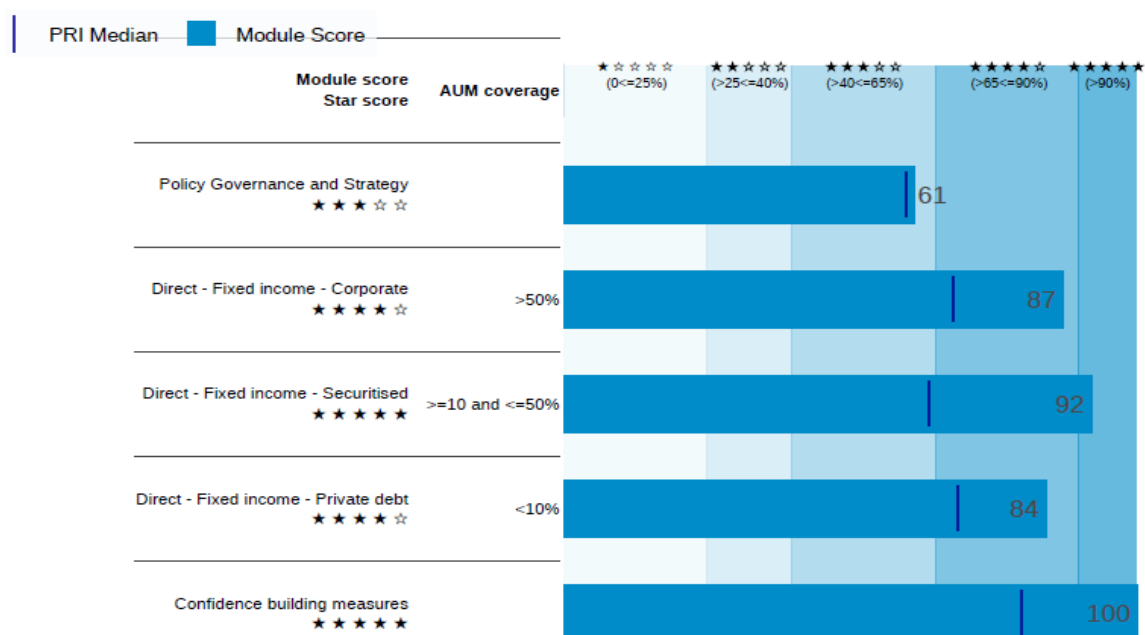 PRI Median Module Score
Module score
Star score
AUM coverage
★☆☆☆☆ ★★☆☆☆ ★★★☆☆ ★★★★☆ ★★★★★
(0<=25%) (>25<=40%) (>40<=65%) (>65<=90%) (>90%)
Policy Governance and Strategy
★★★☆☆
61
Direct - Fixed income - Corporate
★★★★☆
>50%
87
Direct - Fixed income - Securitised
★★★★★
>=10 and <=50%
92
Direct - Fixed income - Private debt
★★★★☆
<10%
84
Confidence building measures
★★★★★
100